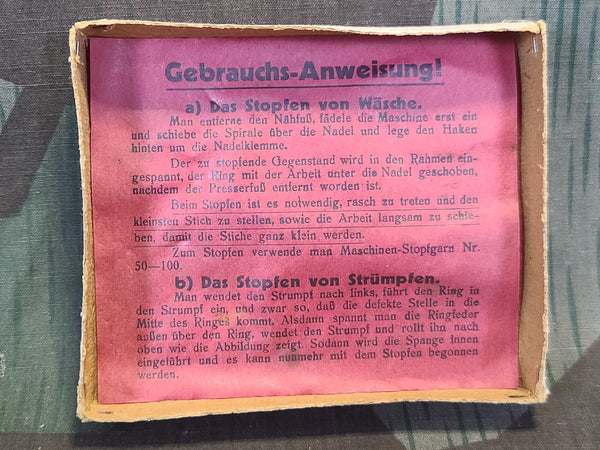 Gebrauchs-Anweisung!
a) Das Stopfen von Wäsche.
Man entferne den Nähfuß, fädele die Maschine erst ein
und schiebe die Spirale über die Nadel und lege den Haken
hinten um die Nadelklemme.
Der zu stopfende Gegenstand wird in den Rahmen ein-
gespannt, der Ring mit der Arbeit unter die Nadel geschoben,
nachdem der Presserfuß entfernt worden ist.
Beim Stopfen ist es notwendig, rasch zu treten und den
kleinsten Stich zu stellen, sowie die Arbeit langsam zu schie-
ben, damit die Stiche ganz klein werden.
Zum Stopfen verwende man Maschinen-Stopfgarn Nr.
50—100.
b) Das Stopfen von Strümpfen.
Man wendet den Strumpf nach links, führt den Ring in
den Strumpf ein, und zwar so, daß die defekte Stelle in die
Mitte des Ringes kommt. Alsdann spannt man die Ringfeder
außen über den Ring, wendet den Strumpf und rollt ihn nach
oben wie die Abbildung zeigt. Sodann wird die Spange Innen
eingeführt und es kann nunmehr mit dem Stopfen begonnen
werden.